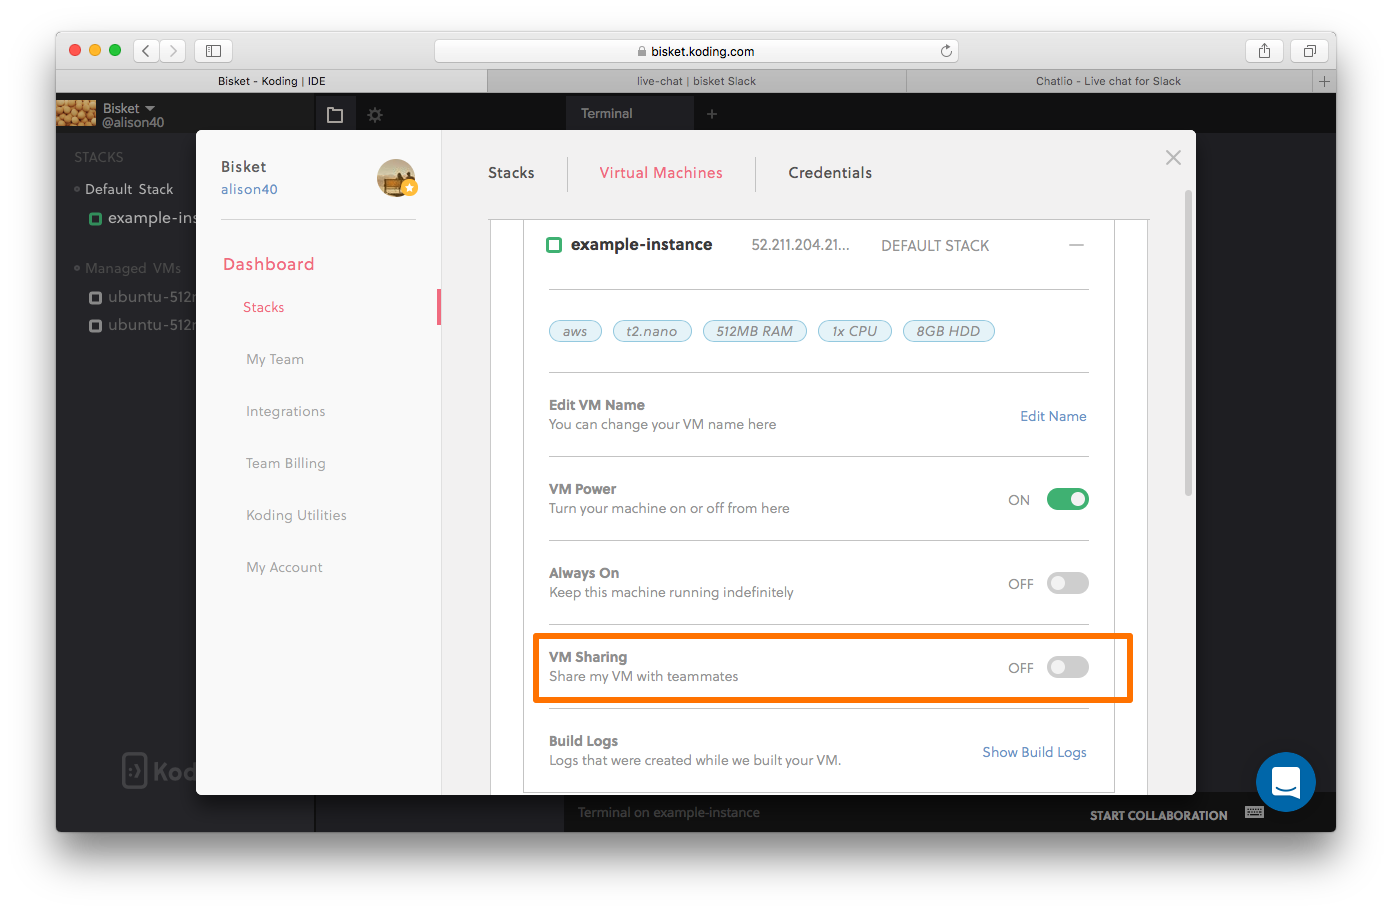 bisket.koding.com
Bisket - Koding | IDE
live-chat | bisket Slack
Chatlio - Live chat for Slack
Bisket
@alison40
Terminal
STACKS
Default Stack
example-ins
Managed VMs
ubuntu-512
ubuntu-512
Kod
Bisket
alison40
Dashboard
Stacks
My Team
Integrations
Team Billing
Koding Utilities
My Account
Stacks
Virtual Machines
Credentials
example-instance 52.211.204.21... DEFAULT STACK
aws t2.nano 512MB RAM 1x CPU 8GB HDD
Edit VM Name
You can change your VM name here
Edit Name
VM Power
Turn your machine on or off from here
ON
Always On
Keep this machine running indefinitely
OFF
VM Sharing
Share my VM with teammates
OFF
Build Logs
Logs that were created while we built your VM.
Show Build Logs
Terminal on example-instance
START COLLABORATION